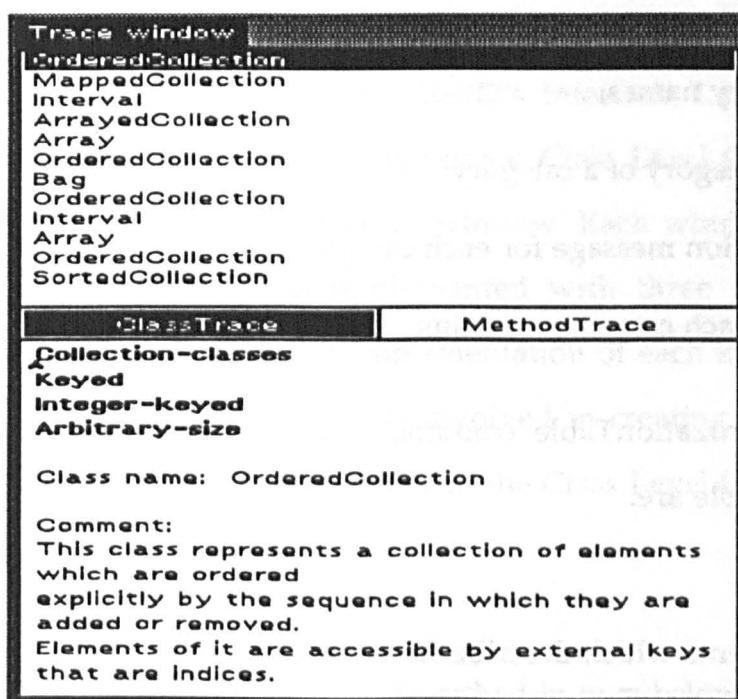 Trace window
OrderedCollection
MappedCollection
Interval
ArrayedCollection
Array
OrderedCollection
Bag
OrderedCollection
Interval
Array
OrderedCollection
SortedCollection
ClassTrace MethodTrace
Collection-classes
Keyed
Integer-keyed
Arbitrary-size
Class name: OrderedCollection
Comment:
This class represents a collection of elements
which are ordered
explicitly by the sequence in which they are
added or removed.
Elements of it are accessible by external keys
that are indices.